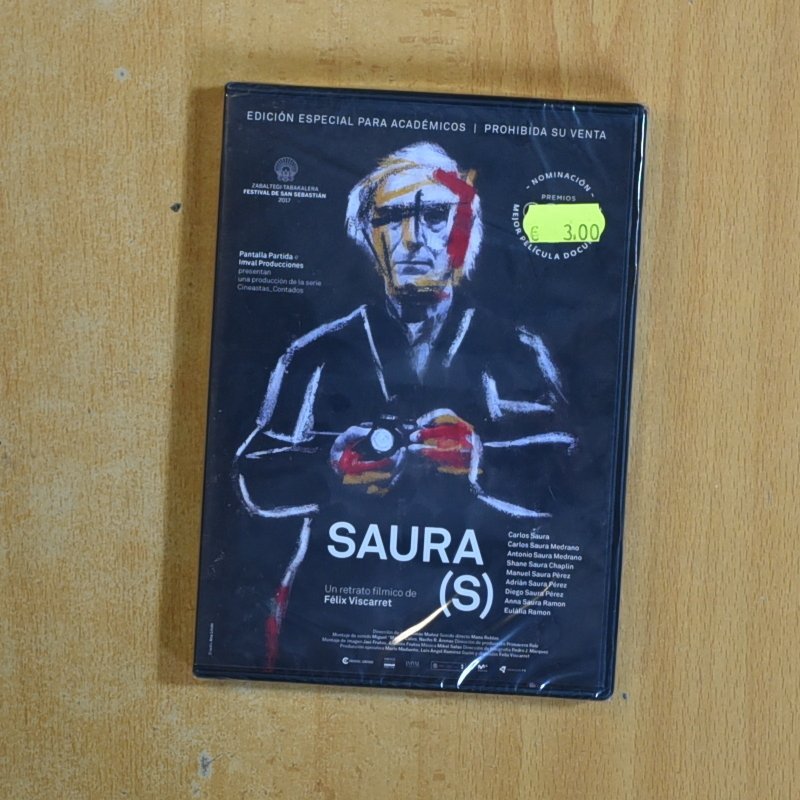 EDICIÓN ESPECIAL PARA ACADÉMICOS | PROHIBIDA SU VENTA
ZABALTEGI-TABAKALERA
FESTIVAL DE SAN SEBASTIÁN
2017
- NOMINACIÓN -
PREMIOS
MEJOR PELÍCULA
€ 3.00
Pantalla Partida e
Imval Producciones
presentan
una producción de la serie
Cineastas_Contados
SAURA
(S)
Un retrato fílmico de
Félix Viscarret
Carlos Saura
Carlos Saura Medrano
Antonio Saura Medrano
Shane Saura Chaplin
Manuel Saura Pérez
Adrián Saura Pérez
Diego Saura Pérez
Anna Saura Ramon
Eulàlia Ramon